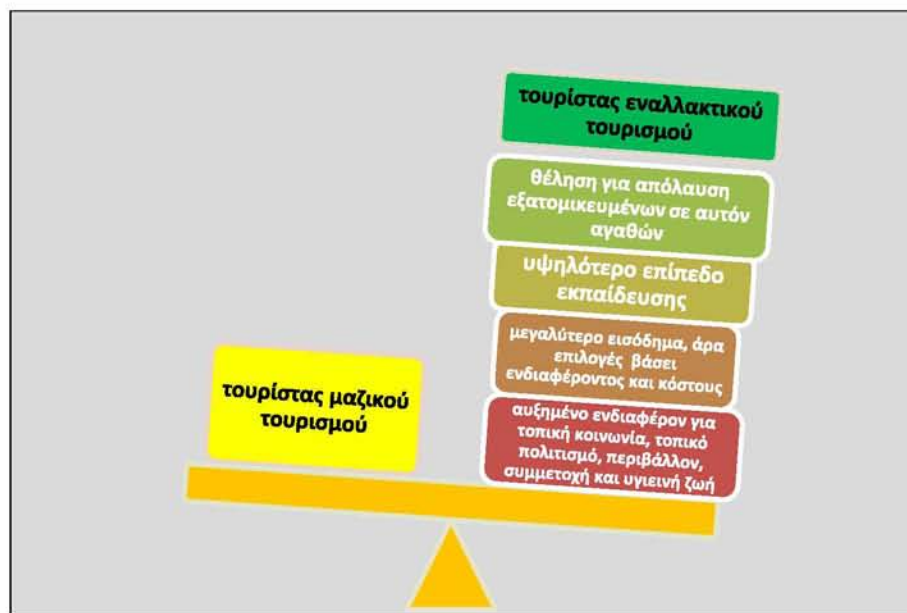 τουρίστας εναλλακτικού
τουρισμού
θέληση για απόλαυση
εξατομικευμένων σε αυτόν
αγαθών
υψηλότερο επίπεδο
εκπαίδευσης
μεγαλύτερο εισόδημα, άρα
επιλογές βάσει
ενδιαφέροντος και κόστους
αυξημένο ενδιαφέρον για
τοπική κοινωνία, τοπικό
πολιτισμό, περιβάλλον,
συμμετοχή και υγιεινή ζωή
τουρίστας μαζικού
τουρισμού